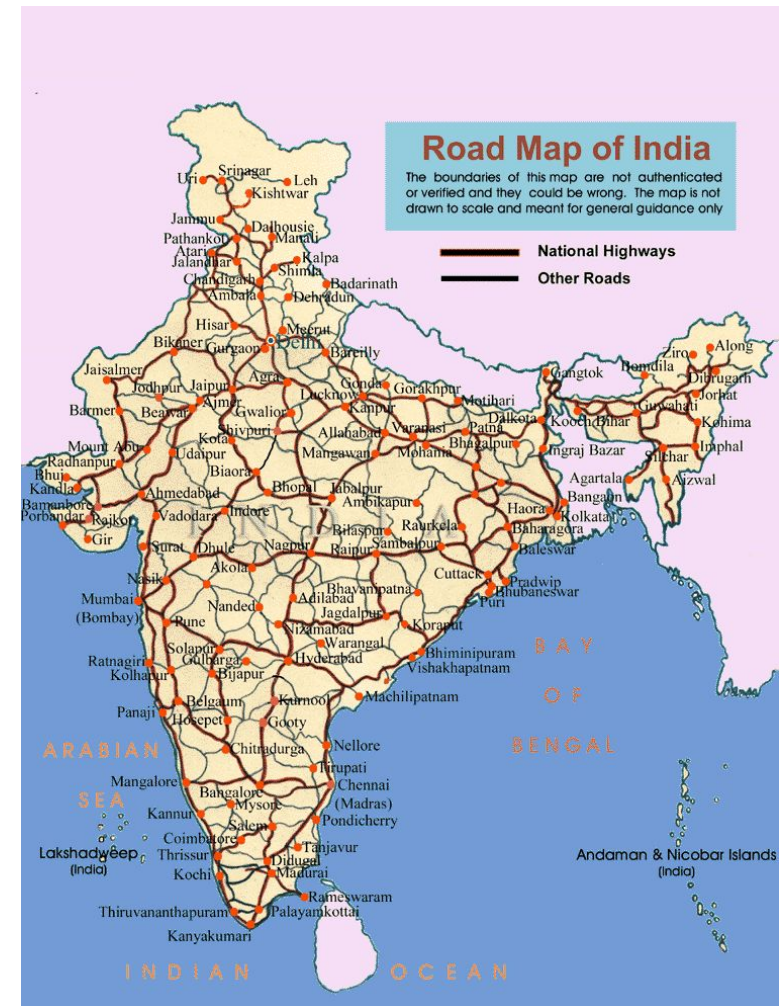 Road Map of India
The boundaries of this map are not authenticated
or verified and they could be wrong. The map is not
drawn to scale and meant for general guidance only
National Highways
Other Roads
Uri
Srinagar
Leh
Kishtwar
Jammu
Dalhousie
Pathankot
Manali
Atari
Jalandhar
Kalpa
Shimla
Chandigarh
Ambala
Badarinath
Dehradun
Hisar
Meerut
Delhi
Bikaner
Gurgaon
Bareilly
Jaisalmer
Jodhpur
Jaipur
Agra
Gonda
Lucknow
Gorakhpur
Motihari
Gangtok
Ziro
Along
Bomdila
Dibrugarh
Jorhat
Barmer
Beawar
Ajmer
Gwalior
Kanpur
Dalkota
Kooch Bihar
Guwahati
Kohima
Shivpuri
Kota
Allahabad
Varanasi
Patna
Bhagalpur
Mount Abu
Udaipur
Mangawan
Mohania
Ingraj Bazar
Silchar
Imphal
Radhanpur
Bhuj
Kandla
Biaora
Ahmedabad
Bhopal
Jabalpur
Ambikapur
Agartala
Aizwal
Bamanbore
Porbandar
Rajkor
Vadodara
Indore
Haora
Bangaon
Kolkata
INDIA
Gir
Bilaspur
Raurkela
Baharagora
Surat
Dhule
Nagpur
Raipur
Sambalpur
Baleswar
Akola
Nasik
Cuttack
Pradwip
Bhubaneswar
Puri
Mumbai
(Bombay)
Nanded
Adilabad
Bhavanipatna
Jagdalpur
Koraput
Pune
Nizamabad
Warangal
Solapur
Gulbarga
Hyderabad
Bhiminipuram
Vishakhapatnam
Ratnagiri
Kolhapur
Bijapur
BAY
OF
BENGAL
Belgaum
Kurnool
Machilipatnam
Panaji
Hosepet
Gooty
ARABIAN
SEA
Chitradurga
Nellore
Tirupati
Mangalore
Bangalore
Chennai
(Madras)
Mysore
Kannur
Salem
Pondicherry
Coimbatore
Lakshadweep
(India)
Thrissur
Tanjavur
Didugal
Andaman & Nicobar Islands
(India)
Kochi
Madurai
Rameswaram
Thiruvananthapuram
Palayamkottai
Kanyakumari
INDIAN OCEAN